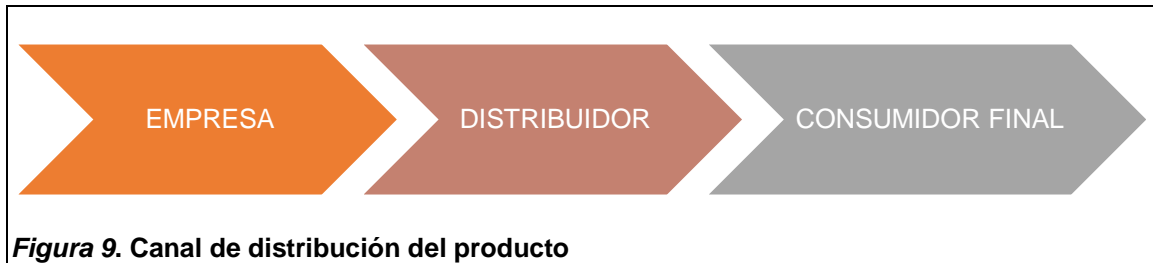 EMPRESA
DISTRIBUIDOR
CONSUMIDOR FINAL
Figura 9. Canal de distribución del producto